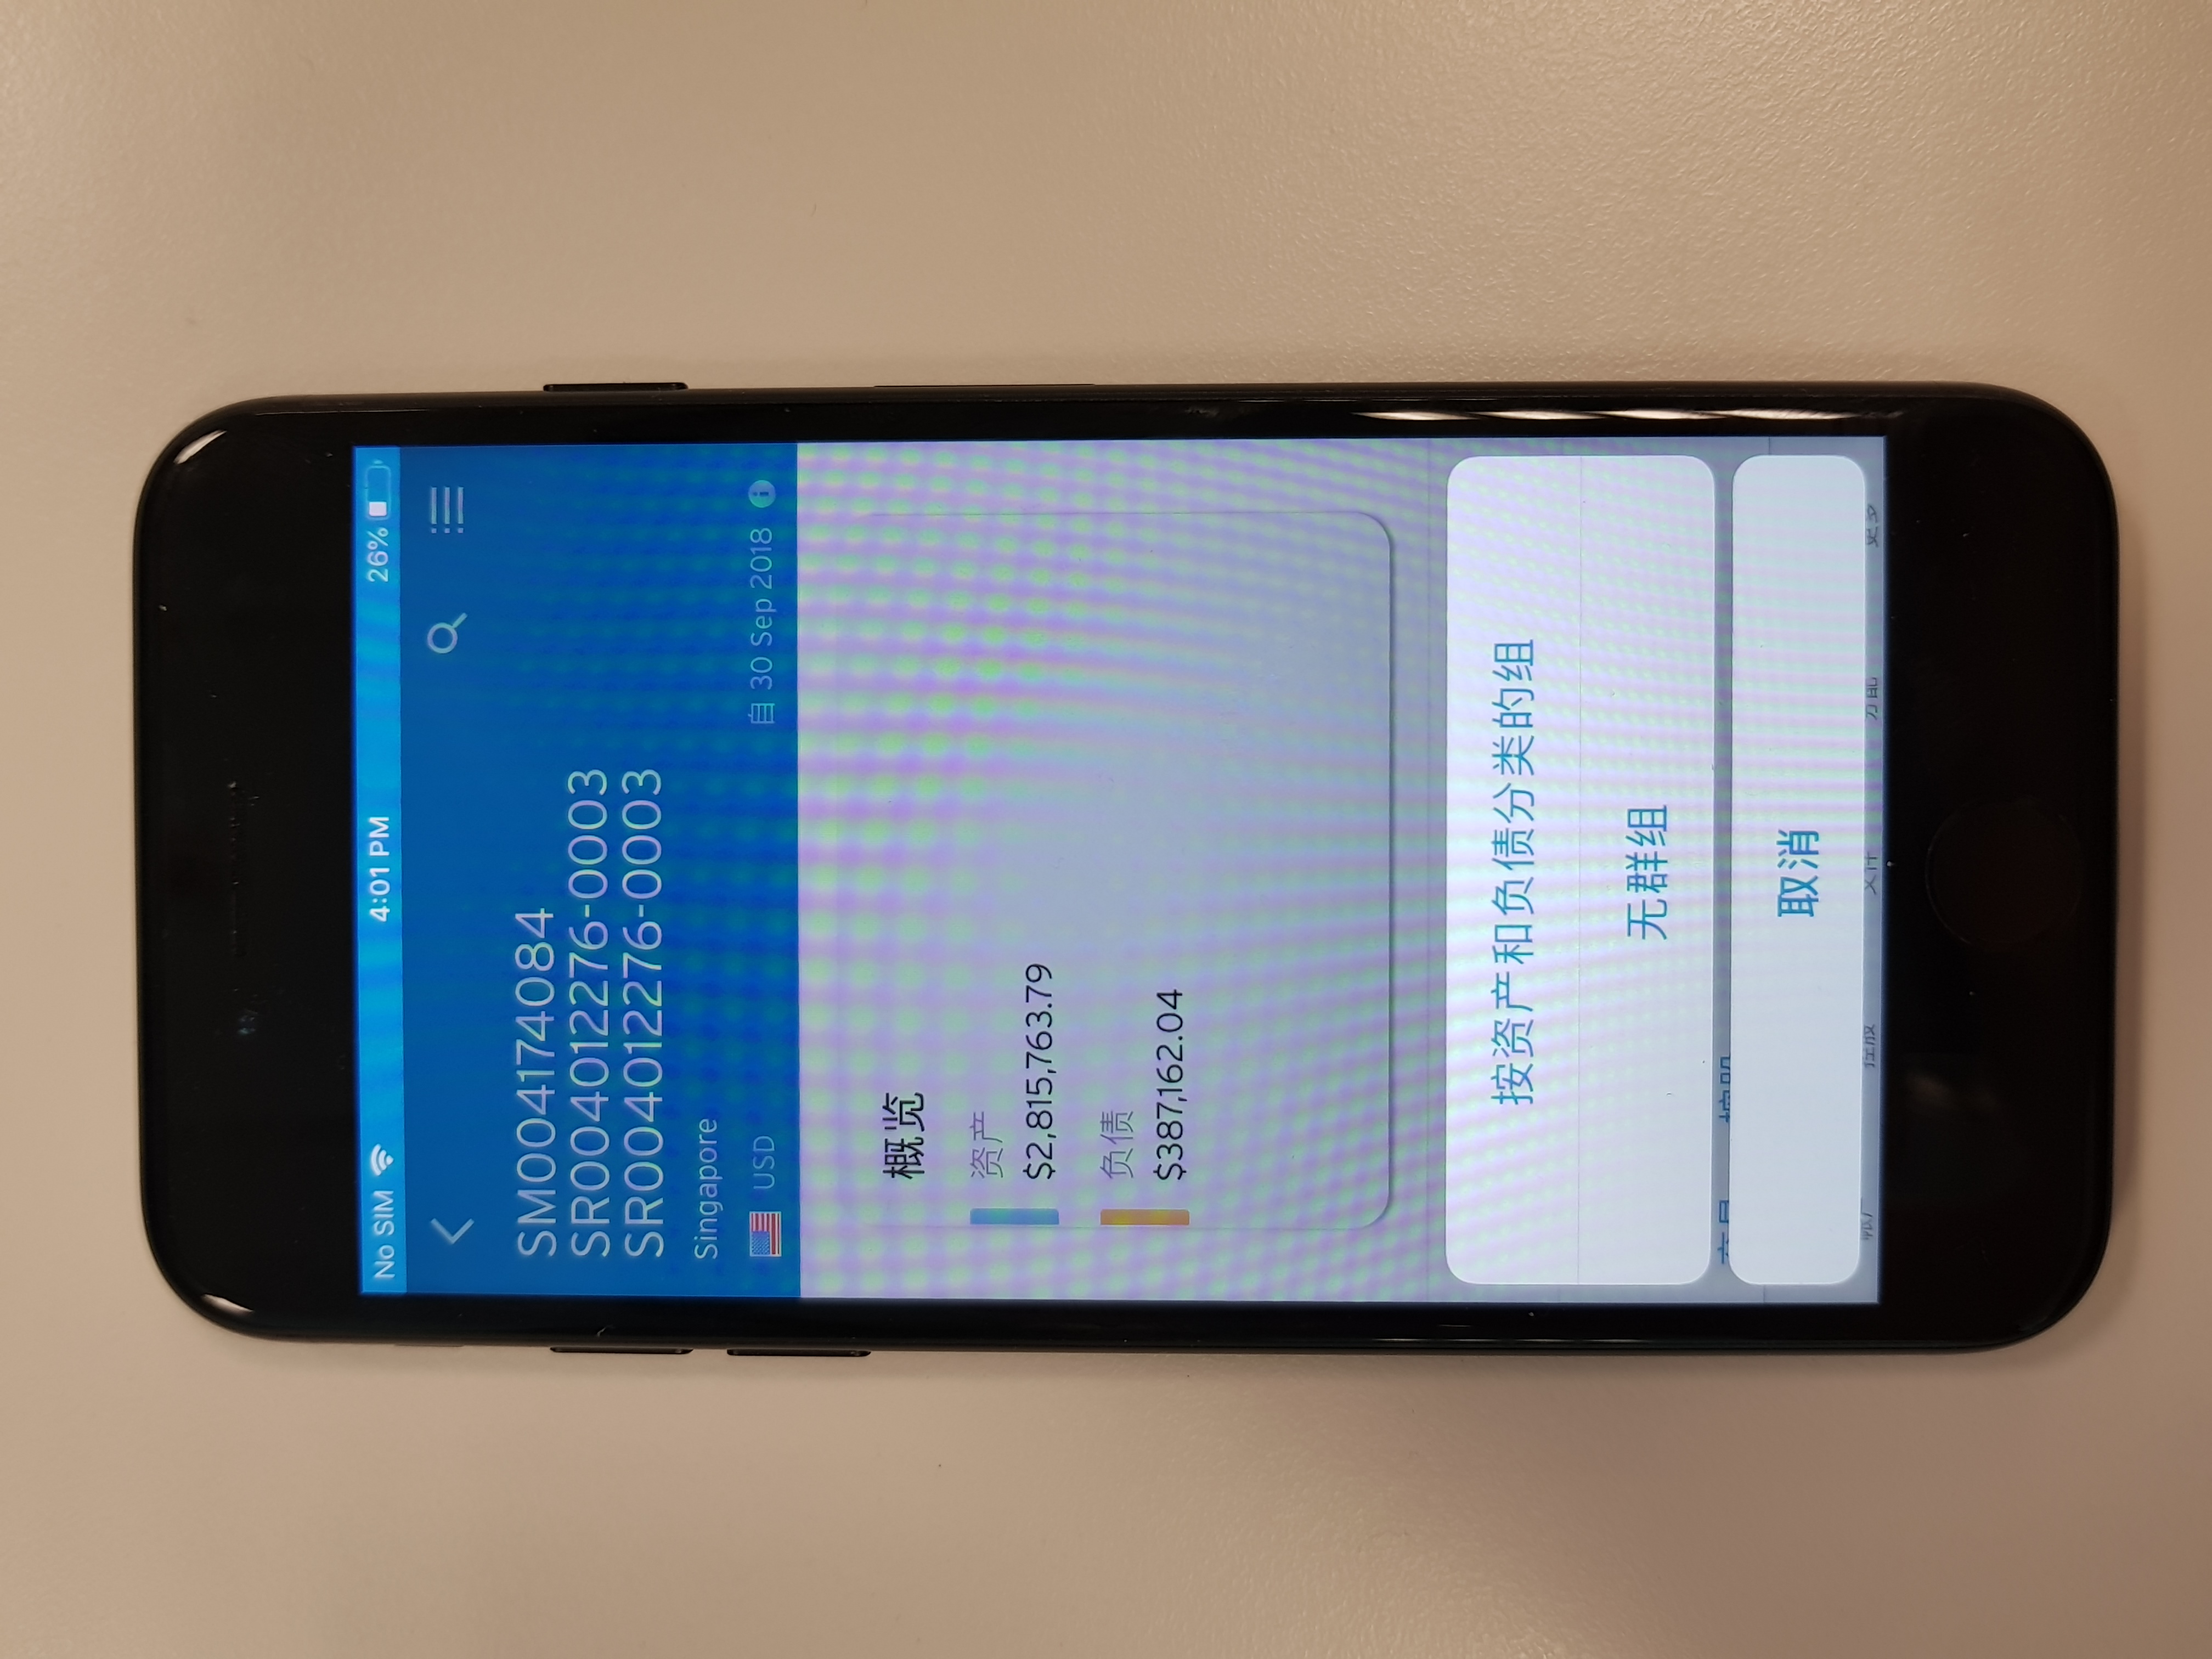 No SIM 4:01 PM 26%
SM004174084
SR004012276-0003
SR004012276-0003
Singapore
USD 自 30 Sep 2018
概览
资产
$2,815,763.79
负债
$387,162.04
按资产和负债分类的组
无群组
取消